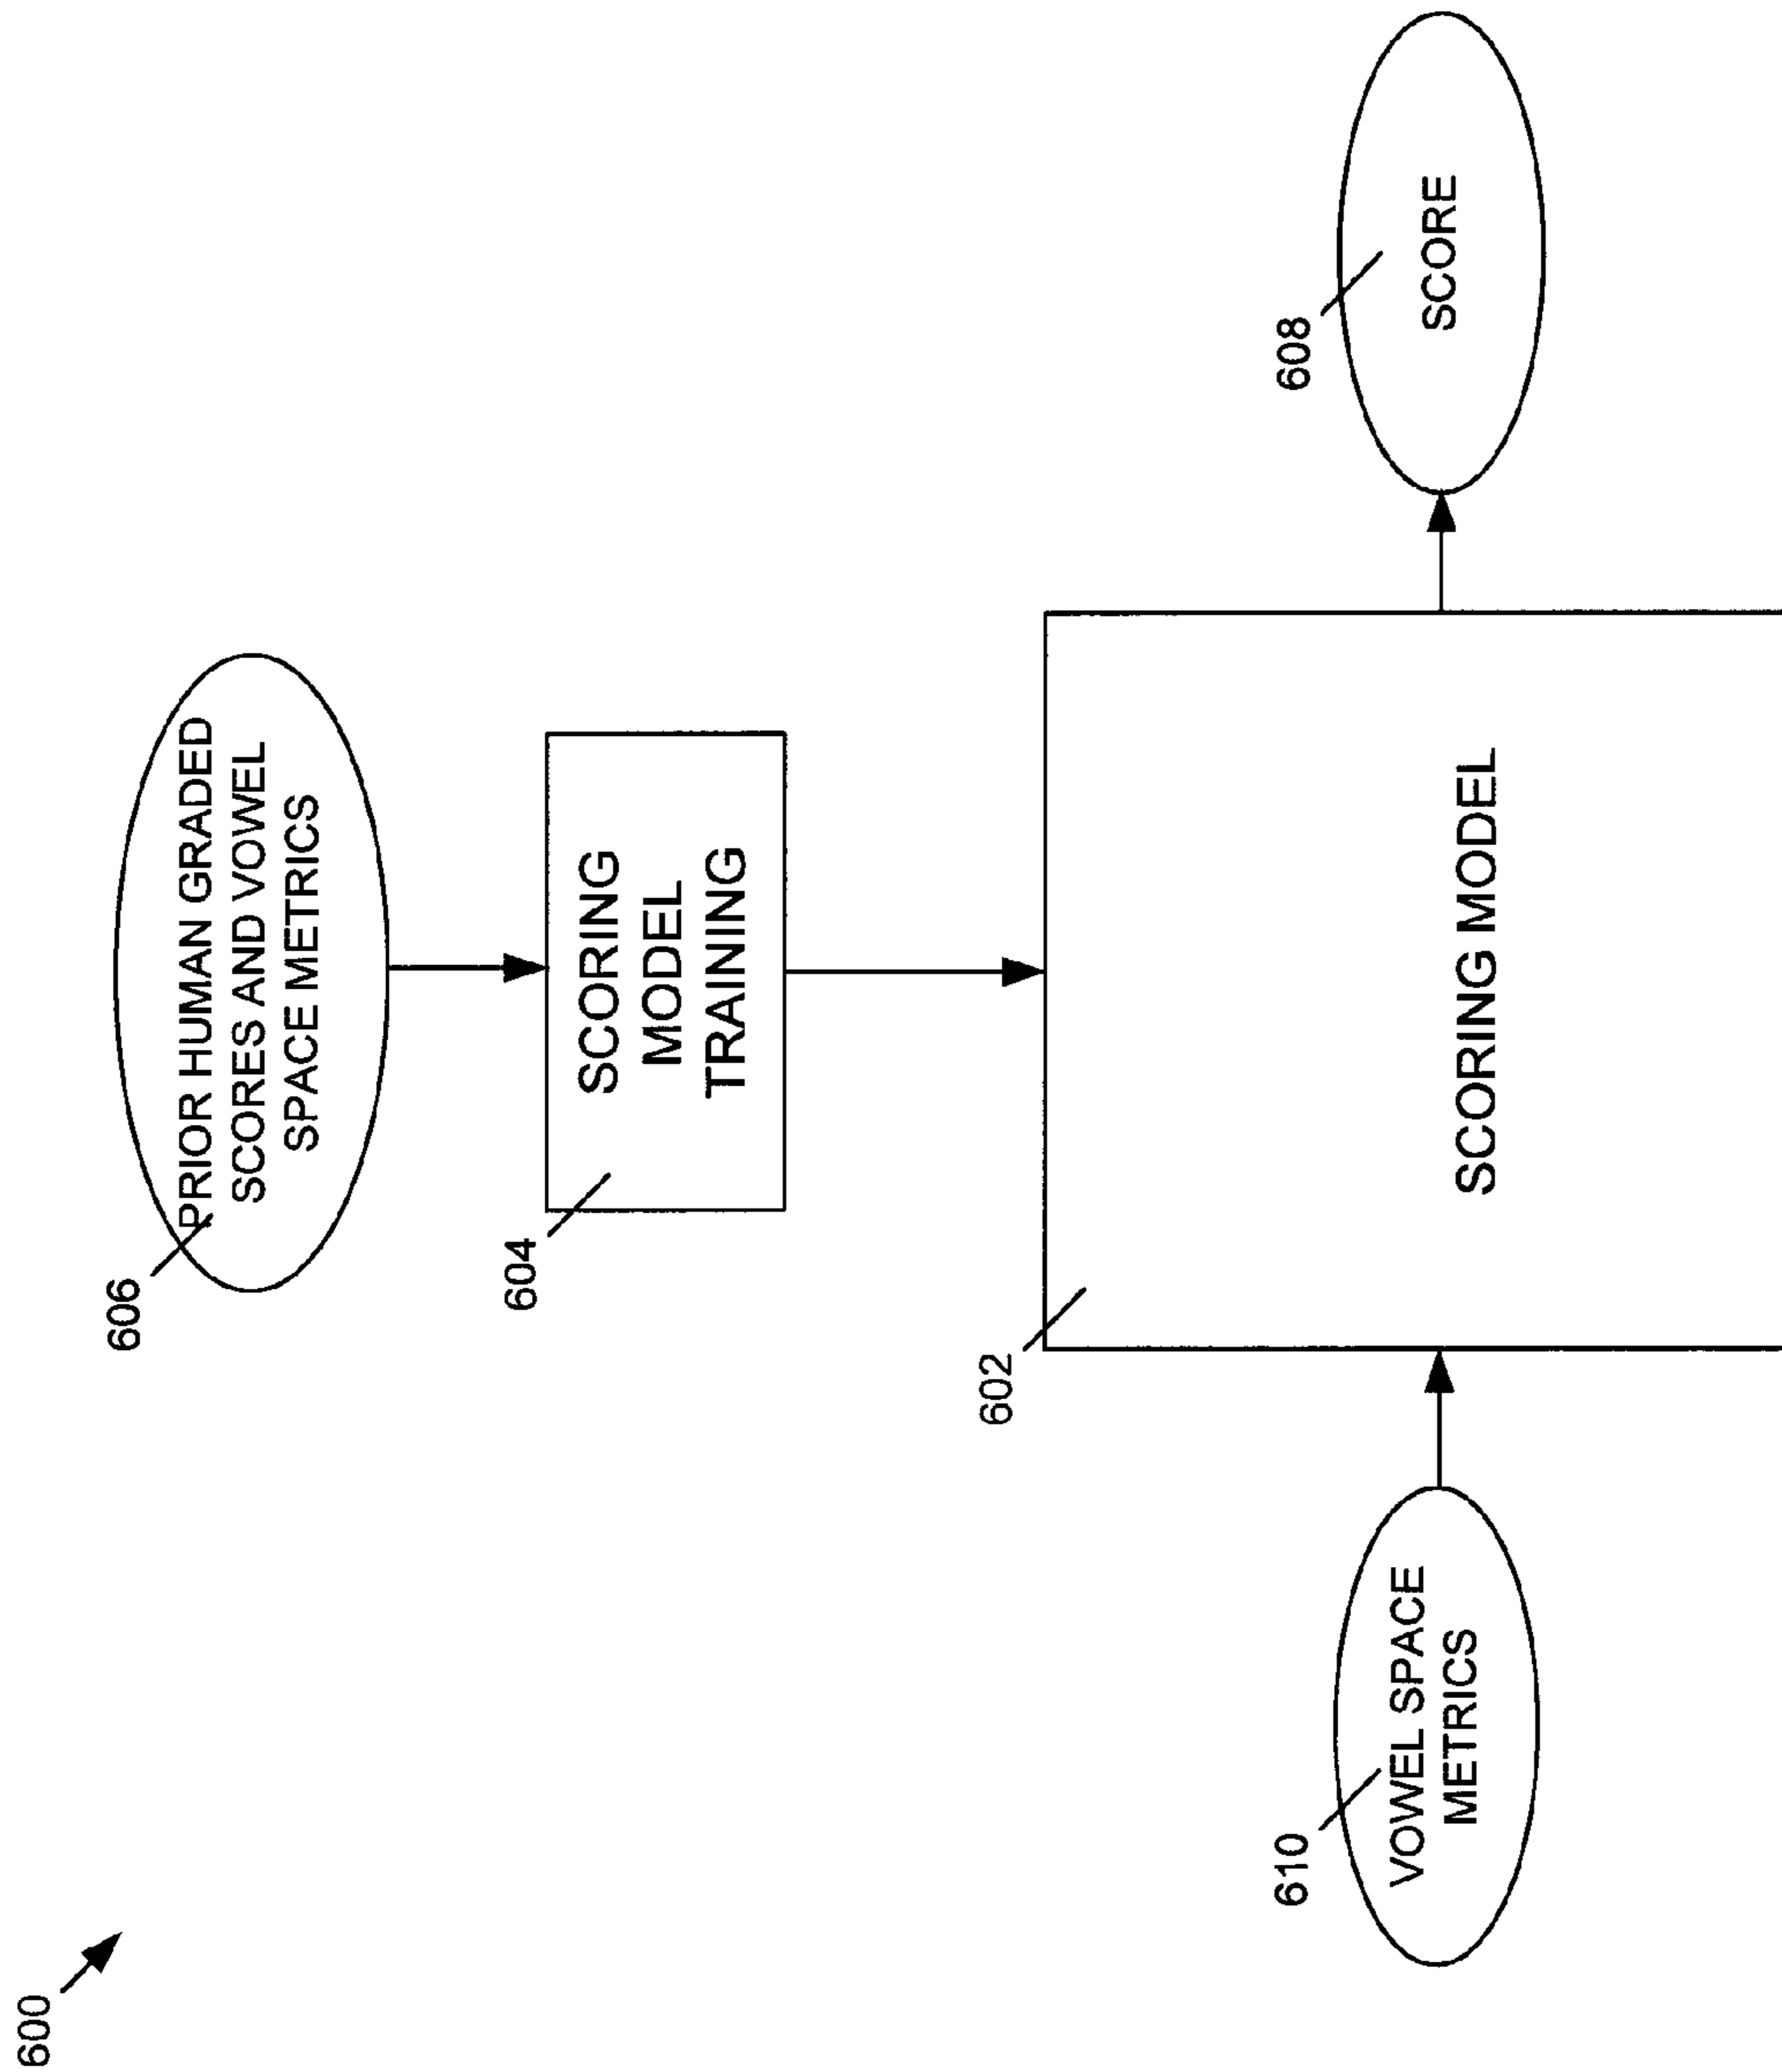 600
606
PRIOR HUMAN GRADED
SCORES AND VOWEL
SPACE METRICS
604
SCORING
MODEL
TRAINING
602
SCORING MODEL
610
VOWEL SPACE
METRICS
608
SCORE